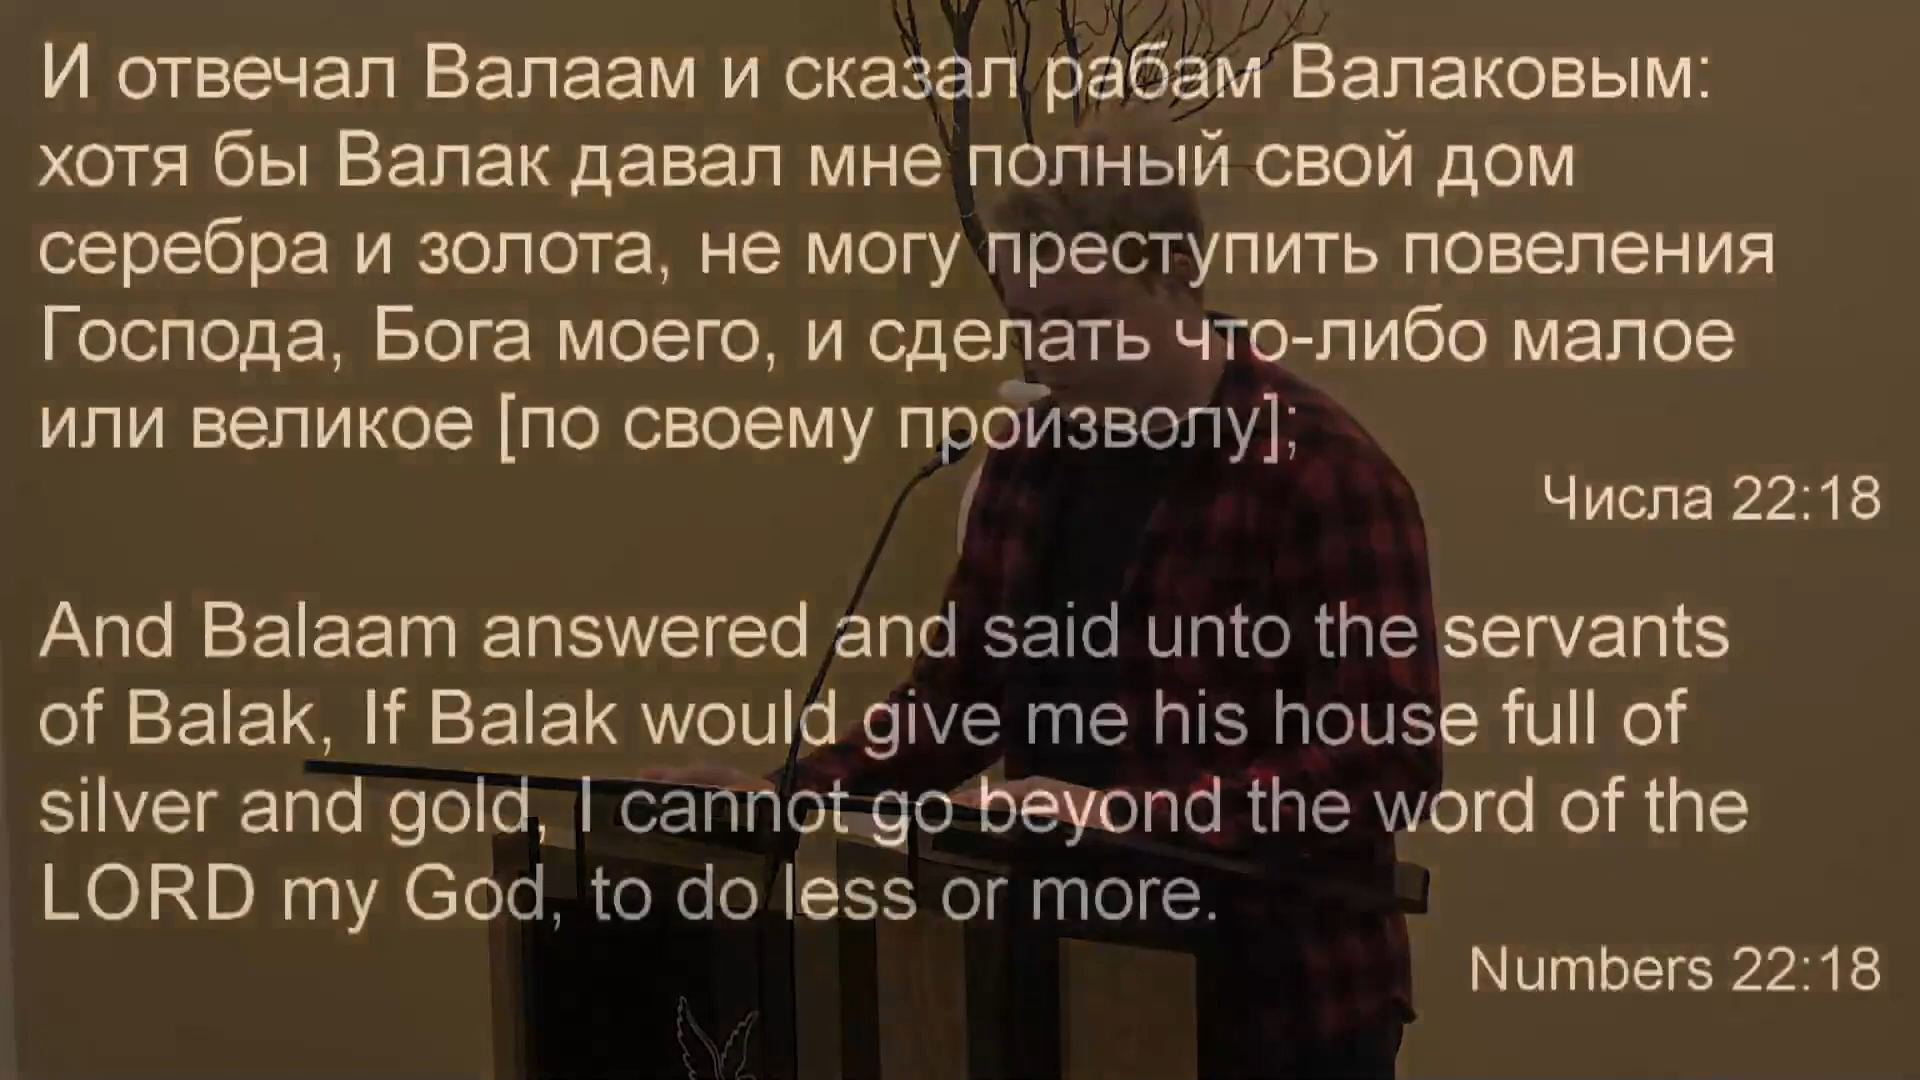 И отвечал Валаам и сказал рабам Валаковым:
хотя бы Валак давал мне полный свой дом
серебра и золота, не могу преступить повеления
Господа, Бога моего, и сделать что-либо малое
или великое [по своему произволу];
Числа 22:18
And Balaam answered and said unto the servants
of Balak, If Balak would give me his house full of
silver and gold, I cannot go beyond the word of the
LORD my God, to do less or more.
Numbers 22:18